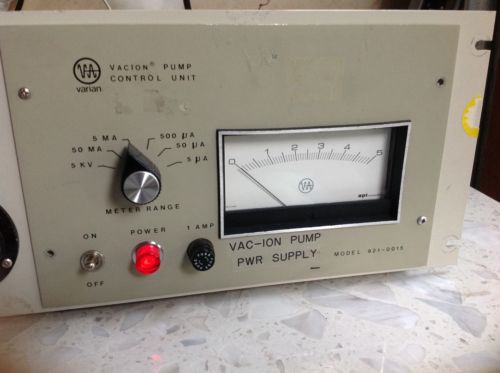 VACION® PUMP
CONTROL UNIT
varian
5 MA
500 µA
50 MA
50 µA
5 KV
5 µA
METER RANGE
0 1 2 3 4 5
api
ON
POWER
1 AMP
OFF
VAC-ION PUMP
PWR SUPPLY
MODEL 921-0015